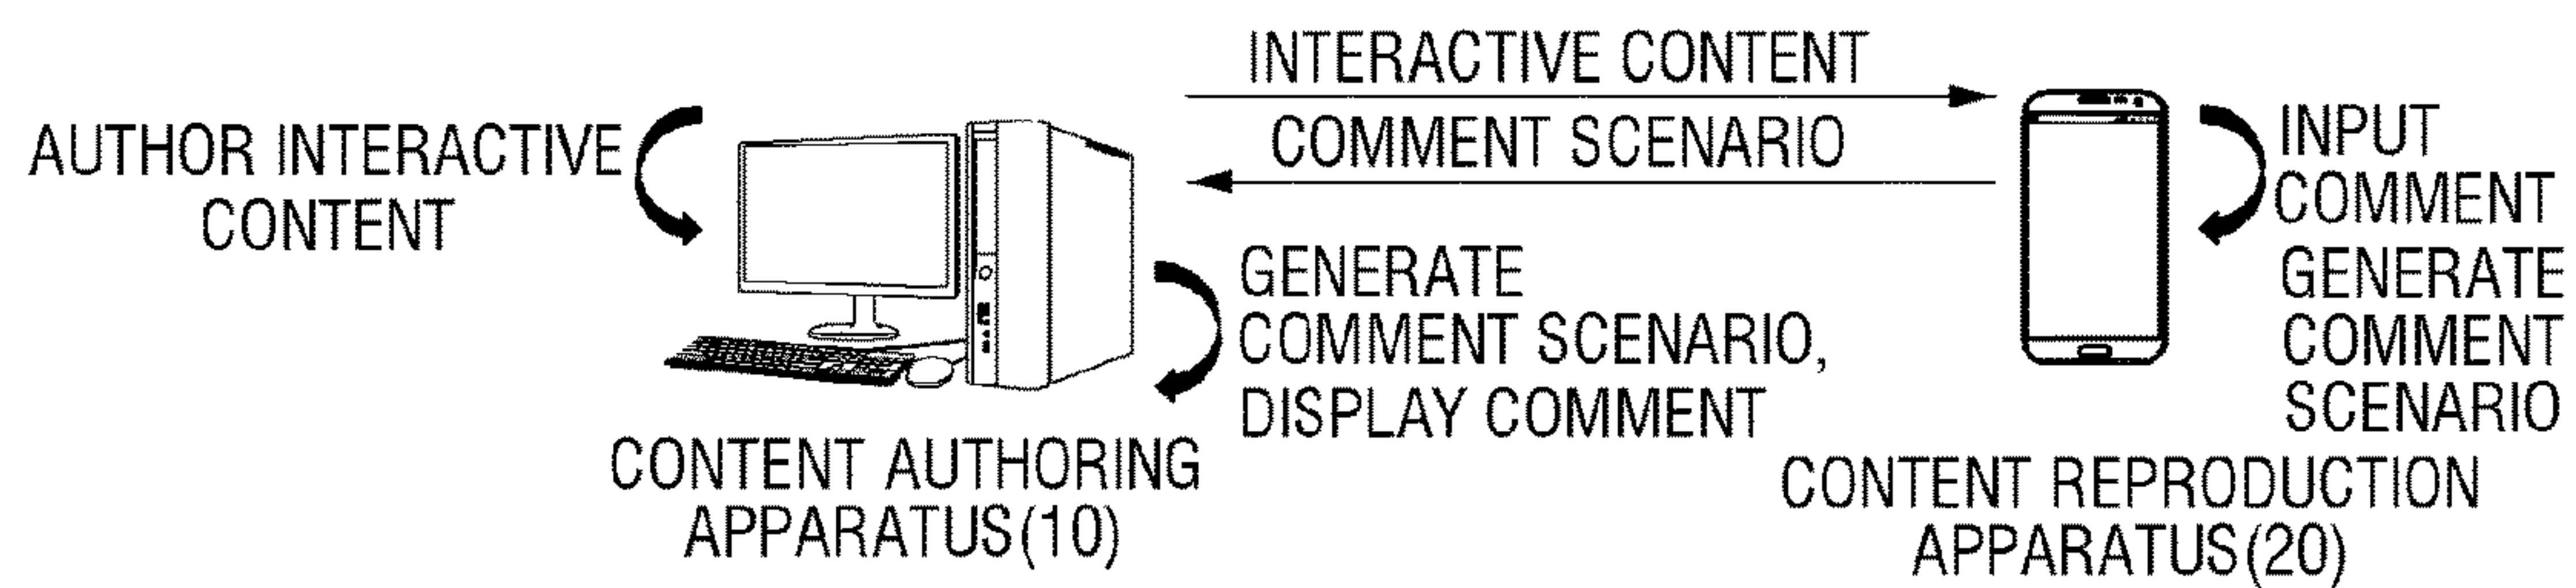 AUTHOR INTERACTIVE
CONTENT
INTERACTIVE CONTENT
COMMENT SCENARIO
GENERATE
COMMENT SCENARIO,
DISPLAY COMMENT
CONTENT AUTHORING
APPARATUS(10)
INPUT
COMMENT
GENERATE
COMMENT
SCENARIO
CONTENT REPRODUCTION
APPARATUS(20)